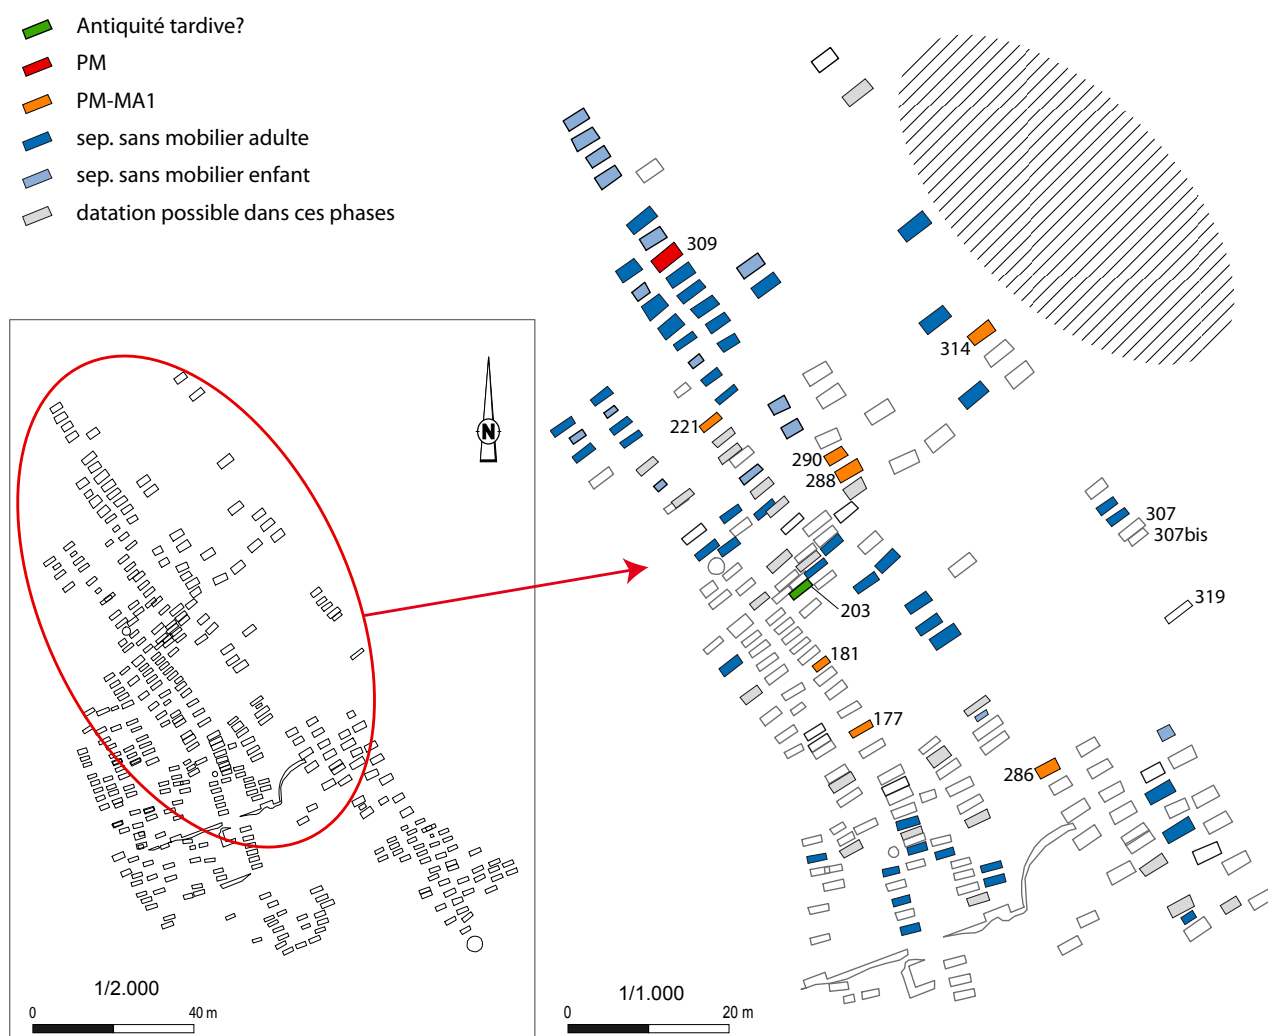 Antiquité tardive?
PM
PM-MA1
sep. sans mobilier adulte
sep. sans mobilier enfant
datation possible dans ces phases
309
314
221
290
288
307
307bis
203
319
181
177
286
N
1/2.000
0 40 m
1/1.000
0 20 m